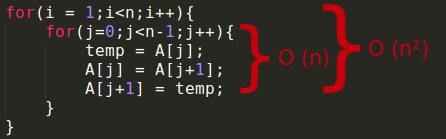 for(i = 1;i<n;i++){
for(j=0;j<n-1;j++){
temp = A[j];
A[j] = A[j+1];
A[j+1] = temp;
}
}
} O (n)
} O (n²)